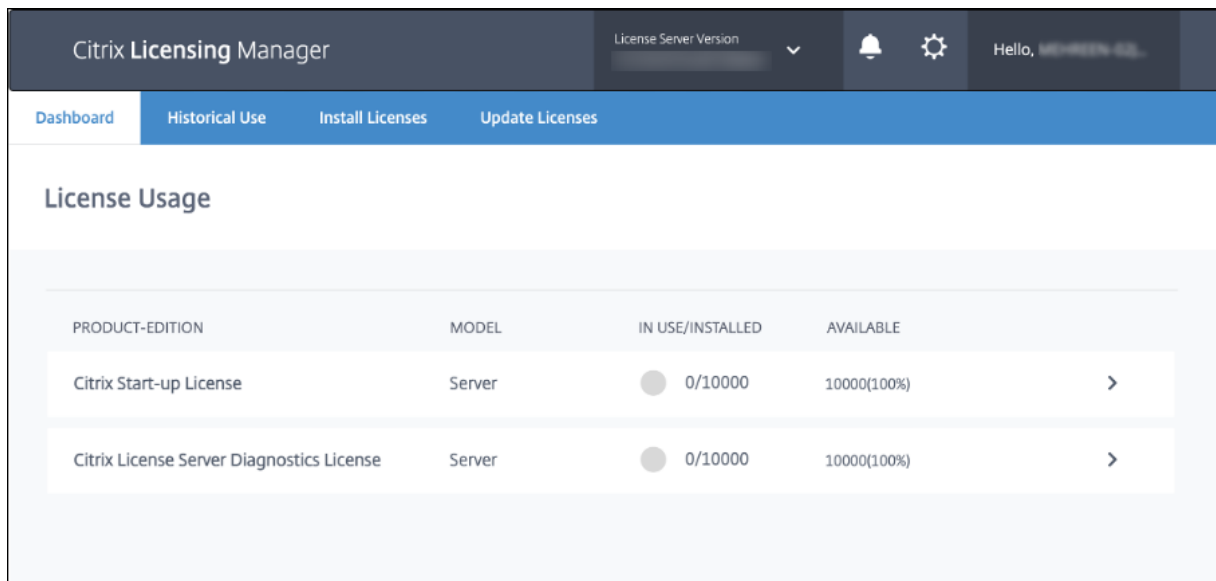 Citrix Licensing Manager
License Server Version
Hello,
Dashboard Historical Use Install Licenses Update Licenses
License Usage
PRODUCT-EDITION MODEL IN USE/INSTALLED AVAILABLE
Citrix Start-up License Server 0/10000 10000(100%)
Citrix License Server Diagnostics License Server 0/10000 10000(100%)